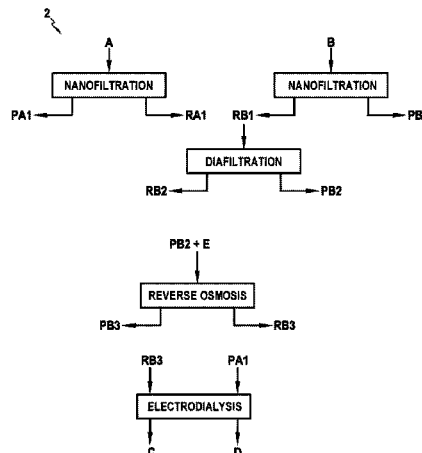 2
A B
NANOFILTRATION NANOFILTRATION
PA1 RA1 RB1 PB
DIAFILTRATION
RB2 PB2
PB2 + E
REVERSE OSMOSIS
PB3 RB3
RB3 PA1
ELECTRODIALYSIS
C D